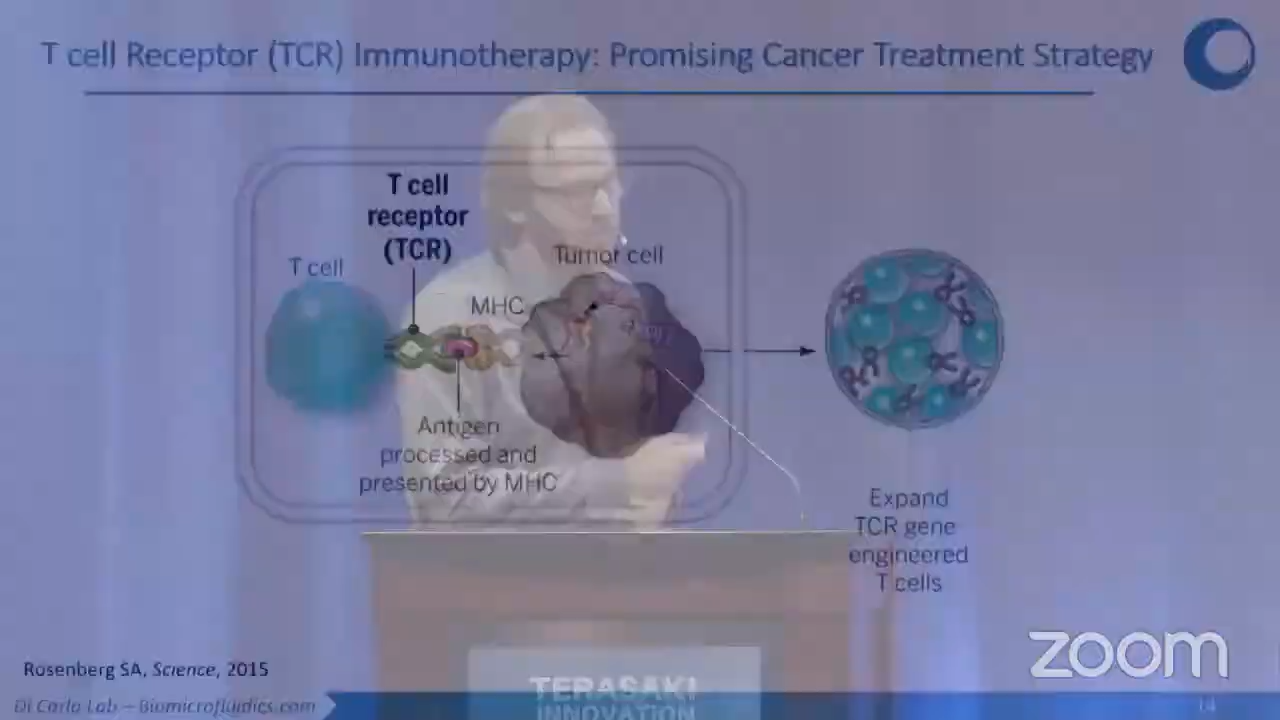 T cell Receptor (TCR) Immunotherapy: Promising Cancer Treatment Strategy
T cell
receptor
(TCR)
T cell
Tumor cell
MHC
Antigen
processed and
presented by MHC
Expand
TCR gene
engineered
T cells
Rosenberg SA, Science, 2015
Di Carlo Lab – Biomicrofluidics.com
14
zoom
TERASAKI
INNOVATION